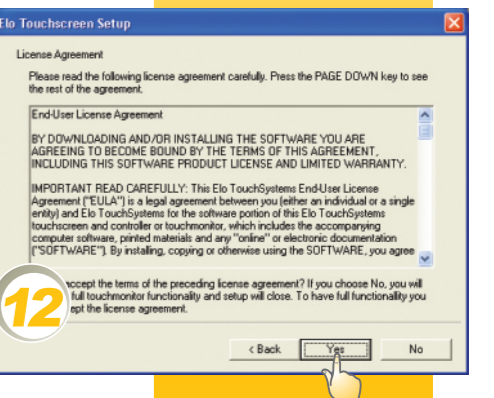 Elo Touchscreen Setup
License Agreement
Please read the following license agreement carefully. Press the PAGE DOWN key to see
the rest of the agreement.
End-User License Agreement
BY DOWNLOADING AND/OR INSTALLING THE SOFTWARE YOU ARE
AGREEING TO BECOME BOUND BY THE TERMS OF THIS AGREEMENT,
INCLUDING THIS SOFTWARE PRODUCT LICENSE AND LIMITED WARRANTY.
IMPORTANT READ CAREFULLY: This Elo TouchSystems End-User License
Agreement ("EULA") is a legal agreement between you (either an individual or a single
entity) and Elo TouchSystems for the software portion of this Elo TouchSystems
touchscreen and controller or touchmonitor, which includes the accompanying
computer software, printed materials and any "online" or electronic documentation
("SOFTWARE"). By installing, copying or otherwise using the SOFTWARE, you agree
accept the terms of the preceding license agreement? If you choose No, you will
full touchmonitor functionality and setup will close. To have full functionallity you
ept the license agreement.
12
< Back Yes No